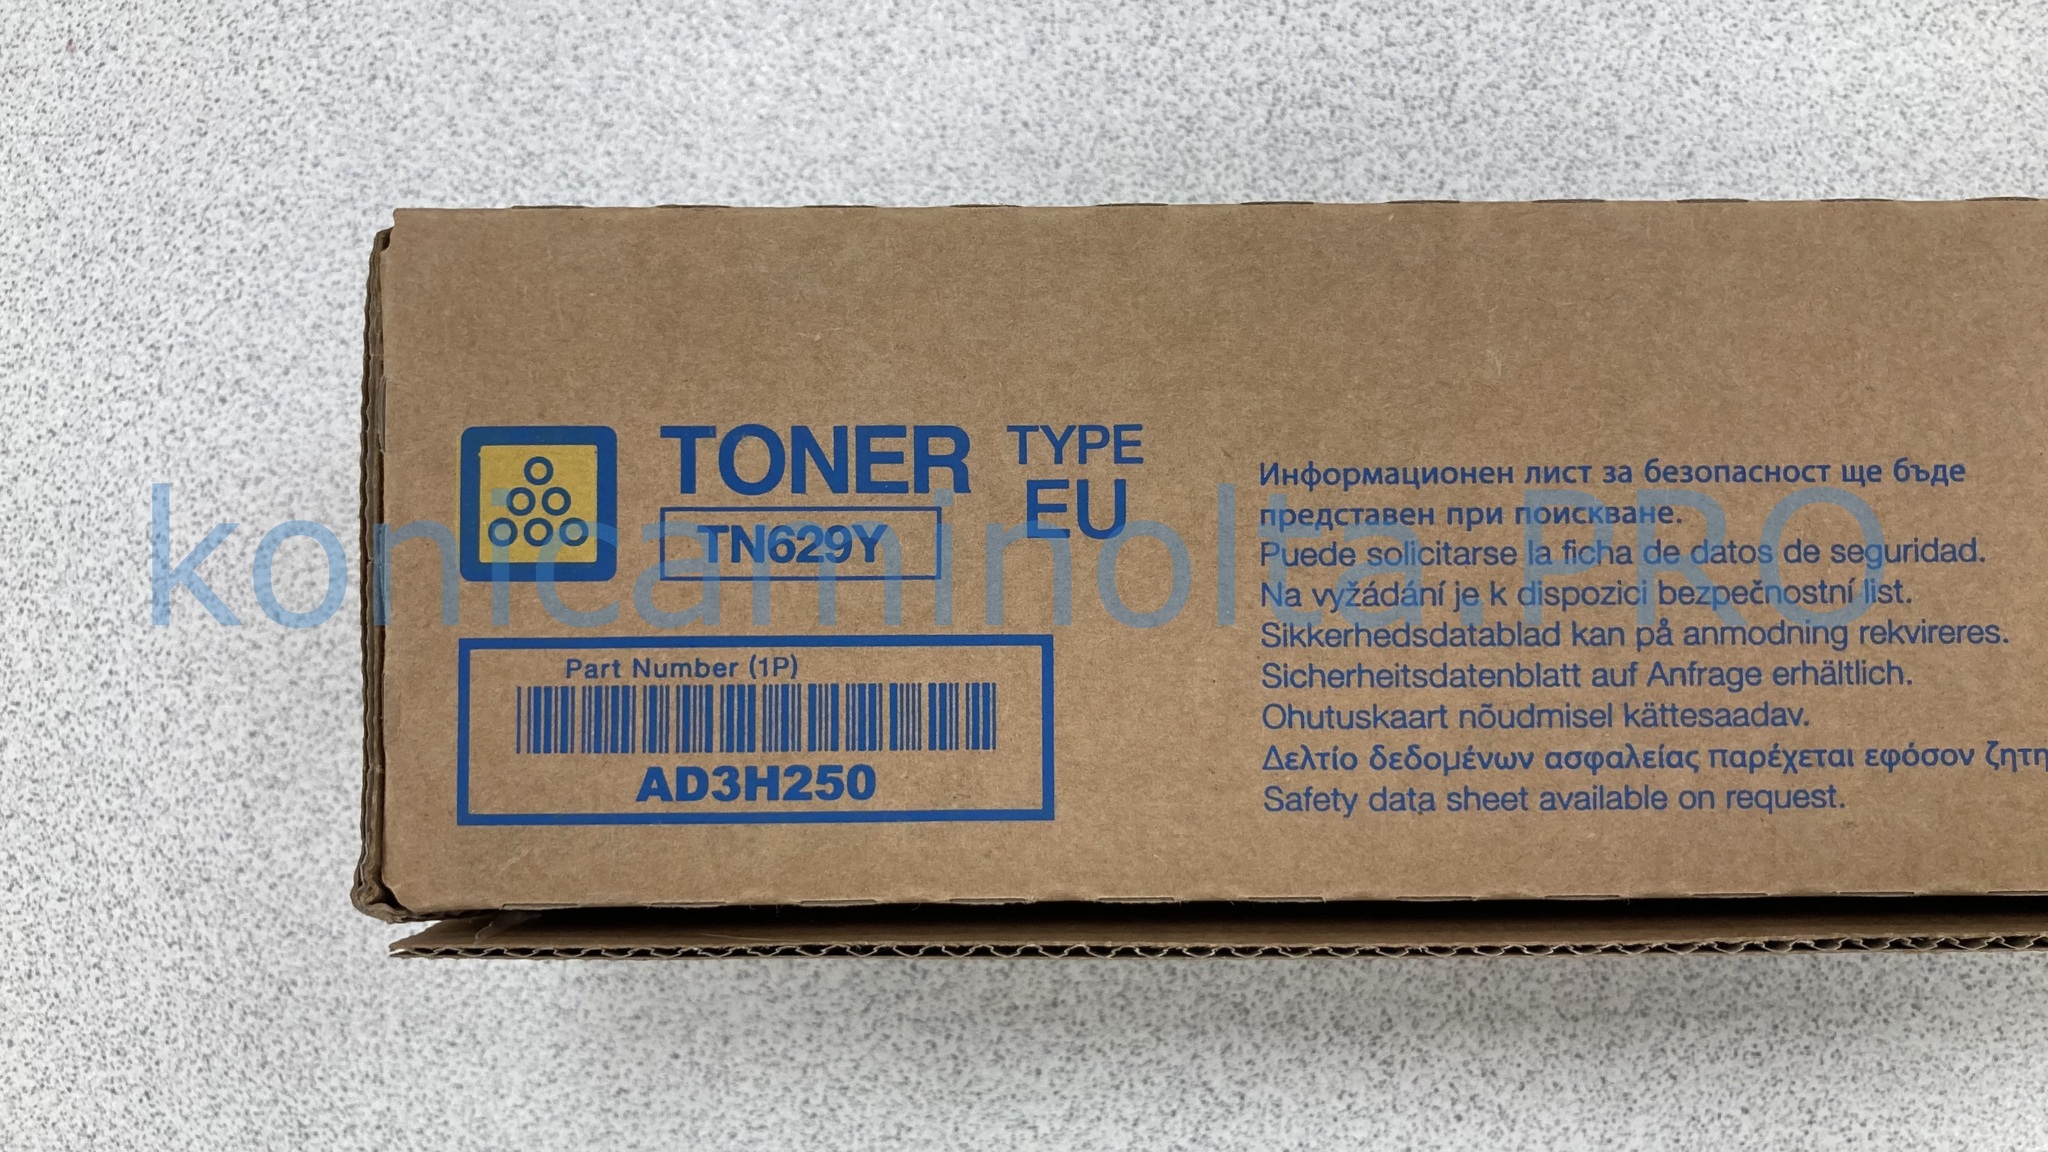 TONER
TYPE
EU
TN629Y
Part Number (1P)
AD3H250
Информационен лист за безопасност ще бъде
представен при поискване.
Puede solicitarse la ficha de datos de seguridad.
Na vyžádání je k dispozici bezpečnostní list.
Sikkerhedsdatablad kan på anmodning rekvireres.
Sicherheitsdatenblatt auf Anfrage erhältlich.
Ohutuskaart nõudmisel kättesaadav.
Δελτίο δεδομένων ασφαλείας παρέχεται εφόσον ζητη
Safety data sheet available on request.
konicaminolta.PRO